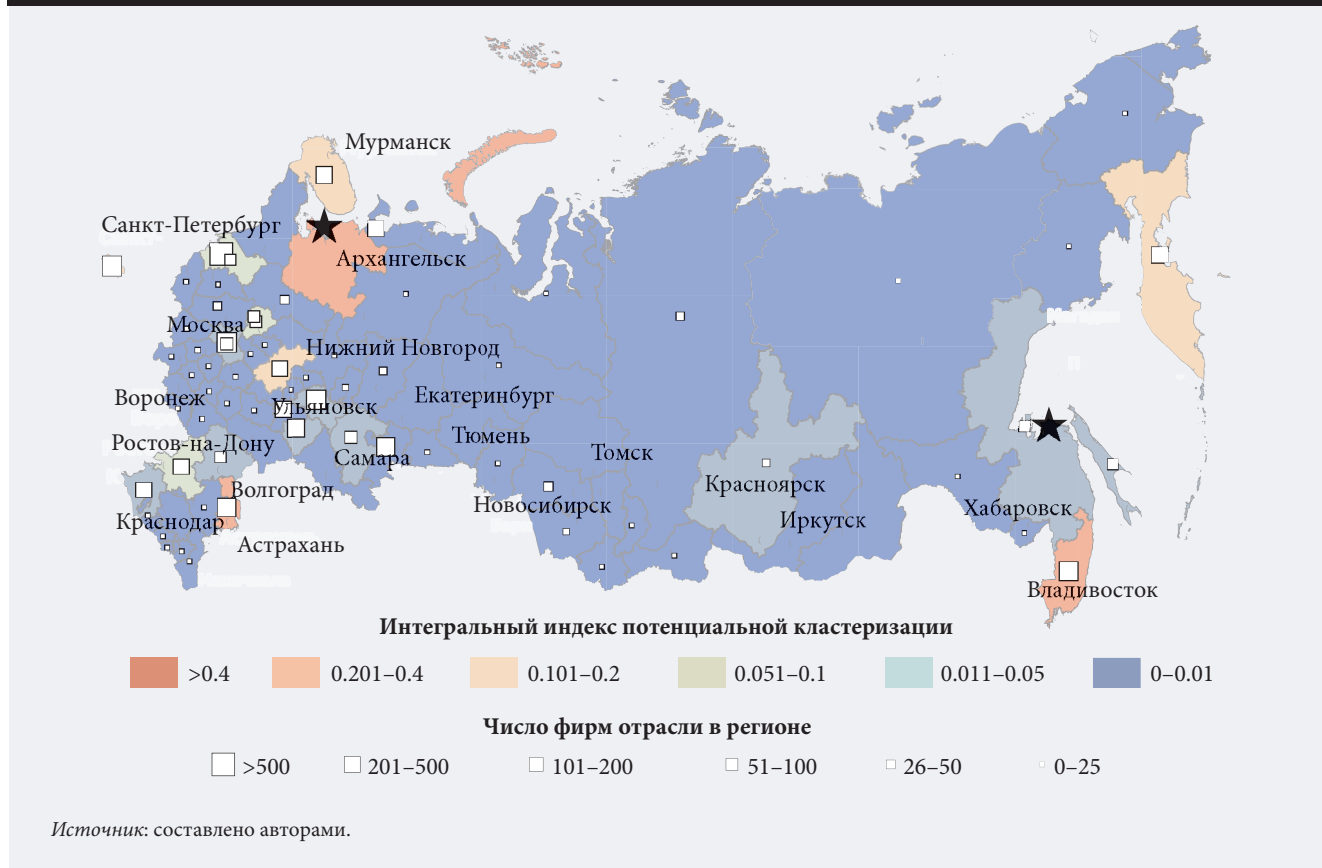 Мурманск
Санкт-Петербург
Архангельск
Москва
Нижний Новгород
Воронеж
Ульяновск
Екатеринбург
Ростов-на-Дону
Тюмень
Самара
Томск
Волгоград
Красноярск
Новосибирск
Хабаровск
Краснодар
Иркутск
Астрахань
Владивосток
Интегральный индекс потенциальной кластеризации
>0.4 0.201–0.4 0.101–0.2 0.051–0.1 0.011–0.05 0–0.01
Число фирм отрасли в регионе
>500 201–500 101–200 51–100 26–50 0–25
Источник: составлено авторами.